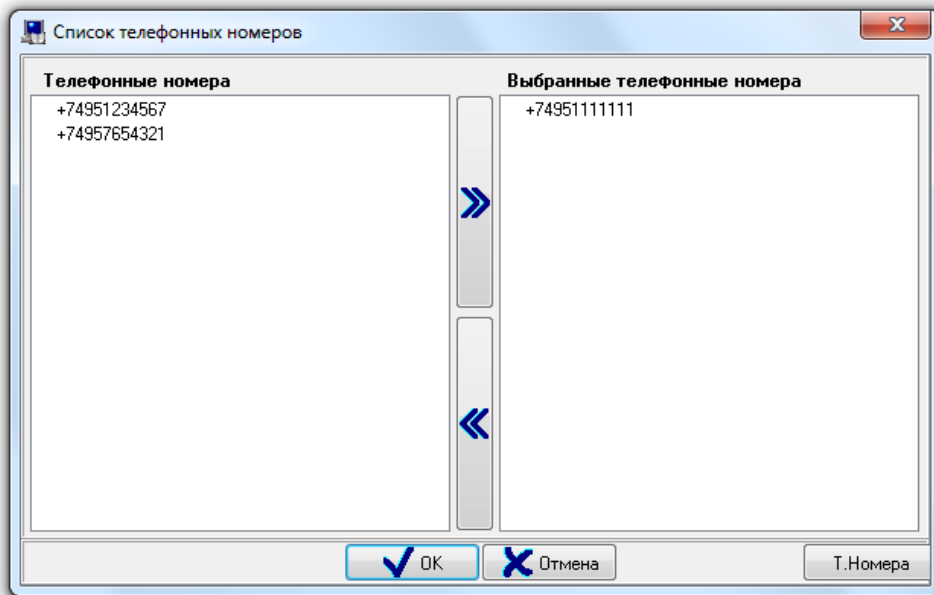 Список телефонных номеров
Телефонные номера
+74951234567
+74957654321
Выбранные телефонные номера
+74951111111
OK
Отмена
Т.Номера